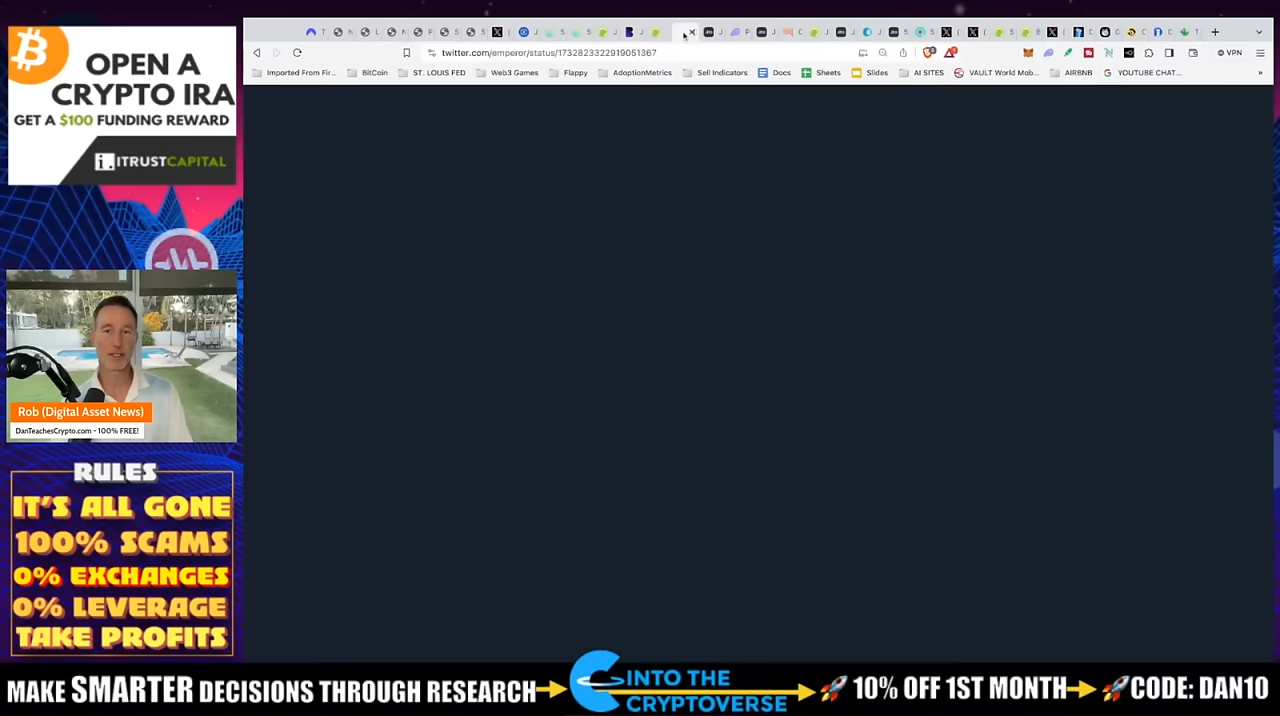 OPEN A
CRYPTO IRA
GET A $100 FUNDING REWARD
i. ITRUSTCAPITAL
twitter.com/emperor/status/1732823322919051367
VPN
Imported From Fir...
BitCoin
ST. LOUIS FED
Web3 Games
Flappy
AdoptionMetrics
Sell Indicators
Docs
Sheets
Slides
AI SITES
VAULT World Mob...
AIRBNB
YOUTUBE CHAT...
»
Rob (Digital Asset News)
DanTeachesCrypto.com - 100% FREE!
RULES
IT'S ALL GONE
100% SCAMS
0% EXCHANGES
0% LEVERAGE
TAKE PROFITS
MAKE SMARTER DECISIONS THROUGH RESEARCH
INTO THE
CRYPTOVERSE
10% OFF 1ST MONTH
CODE: DAN10